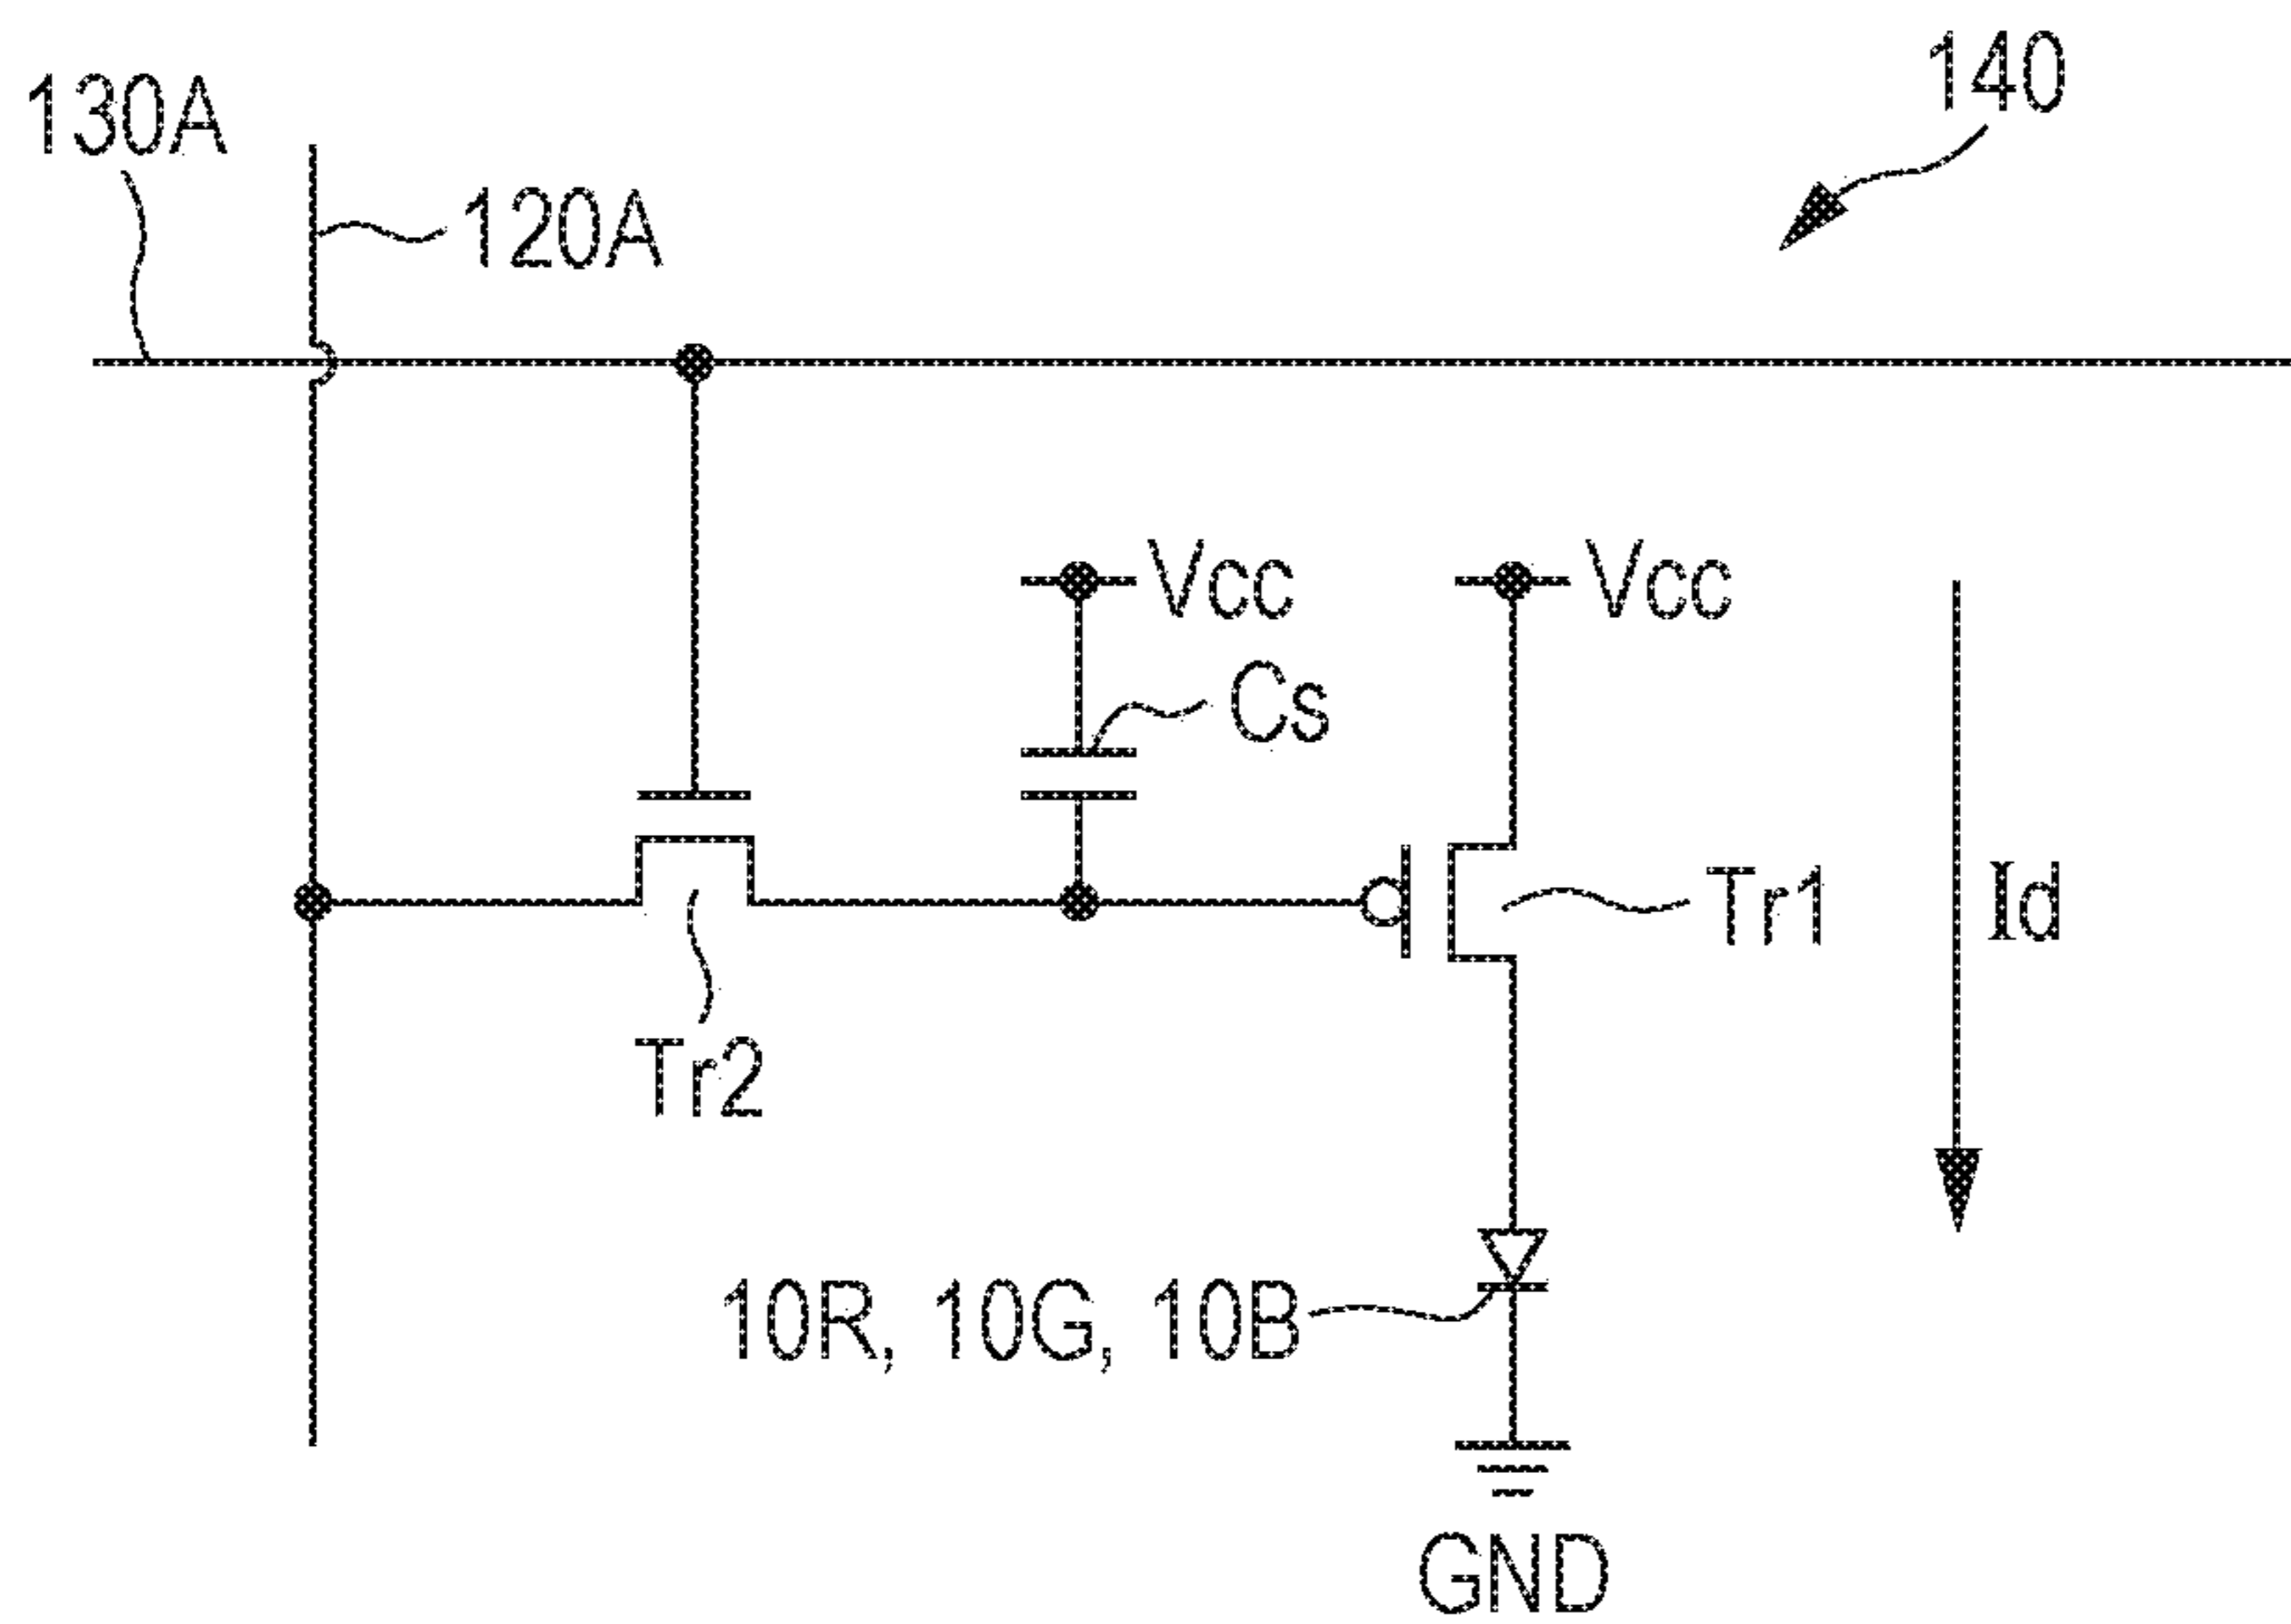 140
130A
120A
Vcc
Vcc
Cs
Tr1
Id
Tr2
10R, 10G, 10B
GND